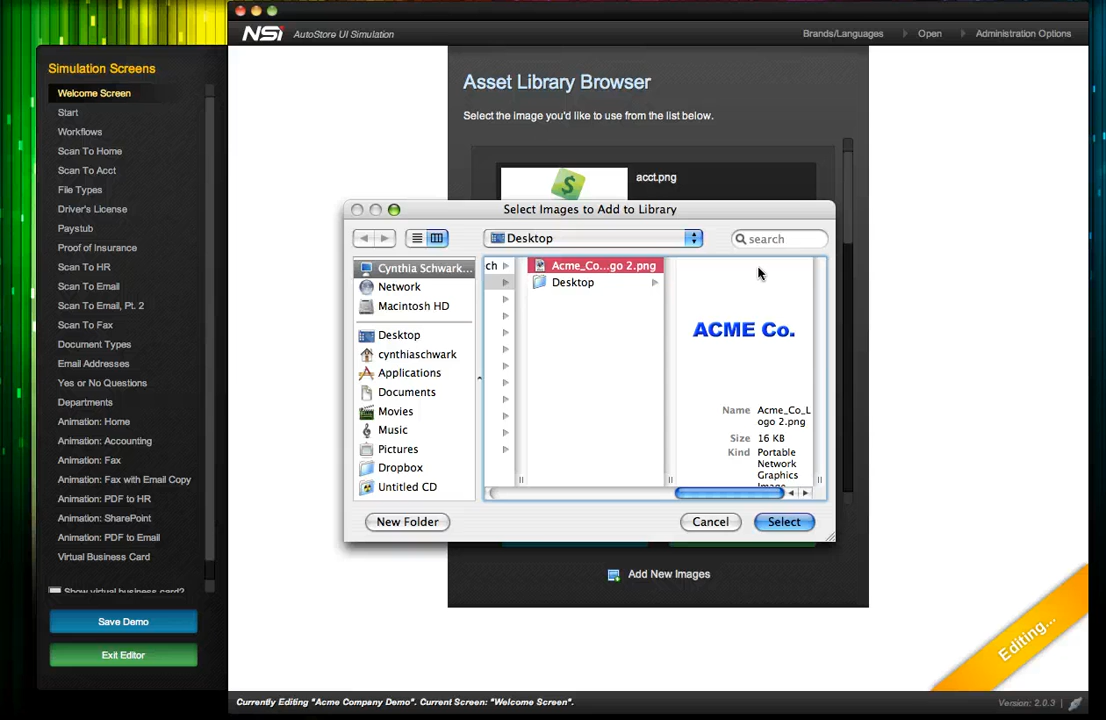 NSi AutoStore UI Simulation
Brands/Languages
Open
Administration Options
Simulation Screens
Welcome Screen
Start
Workflows
Scan To Home
Scan To Acct
File Types
Driver's License
Paystub
Proof of Insurance
Scan To HR
Scan To Email
Scan To Email, Pt. 2
Scan To Fax
Document Types
Email Addresses
Yes or No Questions
Departments
Animation: Home
Animation: Accounting
Animation: Fax
Animation: Fax with Email Copy
Animation: PDF to HR
Animation: SharePoint
Animation: PDF to Email
Virtual Business Card
Show virtual business card?
Save Demo
Exit Editor
Asset Library Browser
Select the image you'd like to use from the list below.
$
acct.png
Select Images to Add to Library
Desktop
search
Cynthia Schwark...
Network
Macintosh HD
Desktop
cynthiaschwark
Applications
Documents
Movies
Music
Pictures
Dropbox
Untitled CD
ch
Acme_Co...go 2.png
Desktop
ACME Co.
Name Acme_Co_L
ogo 2.png
Size 16 KB
Kind Portable
Network
Graphics
Image
New Folder
Cancel
Select
Add New Images
Editing...
Currently Editing "Acme Company Demo". Current Screen: "Welcome Screen".
Version: 2.0.3 |